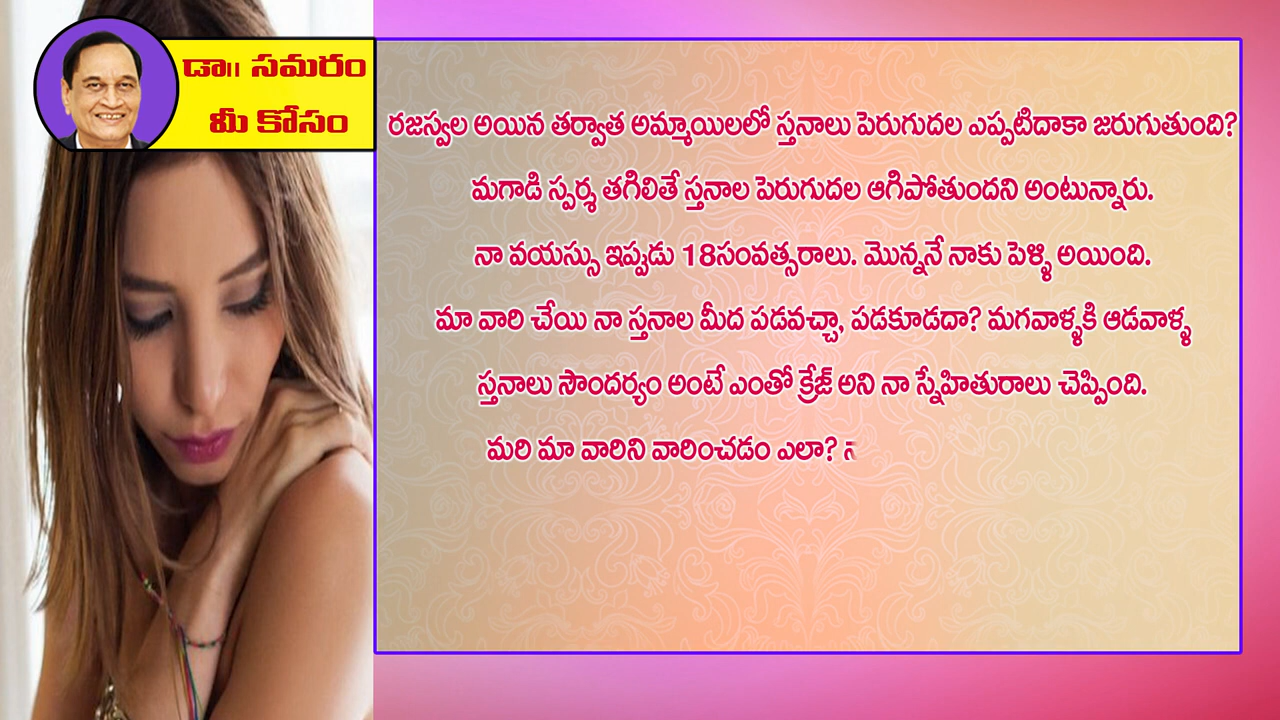 డా॥ సమరం
మీ కోసం
రజస్వల అయిన తర్వాత అమ్మాయిలలో స్తనాలు పెరుగుదల ఎప్పటిదాకా జరుగుతుంది?
మగాడి స్పర్శ తగిలితే స్తనాల పెరుగుదల ఆగిపోతుందని అంటున్నారు.
నా వయస్సు ఇప్పడు 18సంవత్సరాలు. మొన్ననే నాకు పెళ్ళి అయింది.
మా వారి చేయి నా స్తనాల మీద పడవచ్చా, పడకూడదా? మగవాళ్ళకి ఆడవాళ్ళ
స్తనాలు సౌందర్యం అంటే ఎంతో క్రేజ్ అని నా స్నేహితురాలు చెప్పింది.
మరి మా వారిని వారించడం ఎలా?